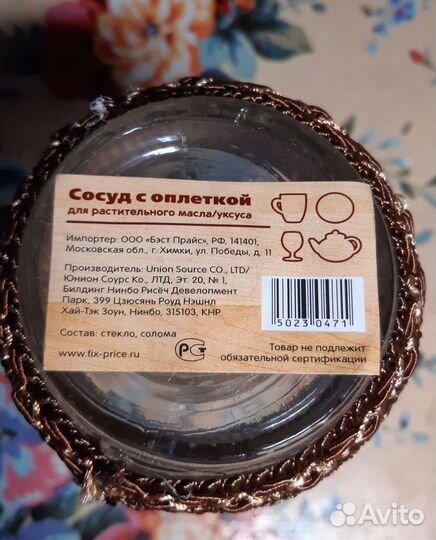 Сосуд с оплеткой
для растительного масла/уксуса
Импортер: ООО «Бэст Прайс», РФ, 141401,
Московская обл., г. Химки, ул. Победы, д. 11
Производитель: Union Source CO., LTD/
Юнион Соурс Ко., ЛТД, Эт. 20, № 1,
Билдинг Нинбо Рисёч Девелопмент
Парк, 399 Цзюсянь Роуд Нэшнл
Хай-Тэк Зоун, Нинбо, 315103, КНР
50230471
Состав: стекло, солома
www.fix-price.ru
РСТ
Товар не подлежит
обязательной сертификации
Avito